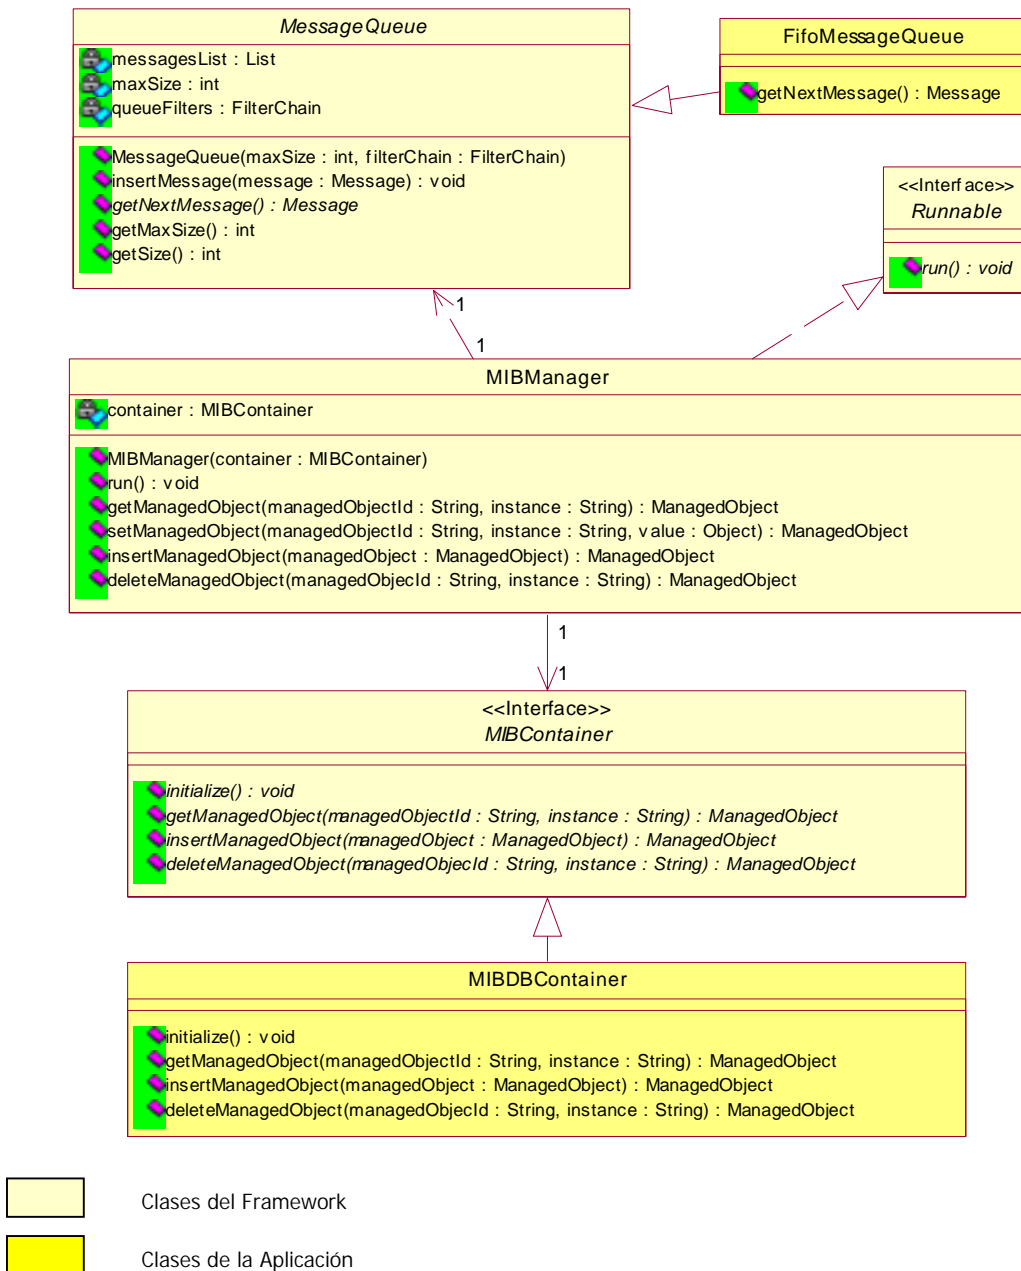 MessageQueue
messagesList : List
maxSize : int
queueFilters : FilterChain
MessageQueue(maxSize : int, filterChain : FilterChain)
insertMessage(message : Message) : void
getNextMessage() : Message
getMaxSize() : int
getSize() : int
FifoMessageQueue
getNextMessage() : Message
<<Interface>>
Runnable
run() : void
1
1
MIBManager
container : MIBContainer
MIBManager(container : MIBContainer)
run() : void
getManagedObject(managedObjectId : String, instance : String) : ManagedObject
setManagedObject(managedObjectId : String, instance : String, value : Object) : ManagedObject
insertManagedObject(managedObject : ManagedObject) : ManagedObject
deleteManagedObject(managedObjecId : String, instance : String) : ManagedObject
1
1
<<Interface>>
MIBContainer
initialize() : void
getManagedObject(managedObjectId : String, instance : String) : ManagedObject
insertManagedObject(managedObject : ManagedObject) : ManagedObject
deleteManagedObject(managedObjecId : String, instance : String) : ManagedObject
MIBDBContainer
initialize() : void
getManagedObject(managedObjectId : String, instance : String) : ManagedObject
insertManagedObject(managedObject : ManagedObject) : ManagedObject
deleteManagedObject(managedObjecId : String, instance : String) : ManagedObject
Clases del Framework
Clases de la Aplicación